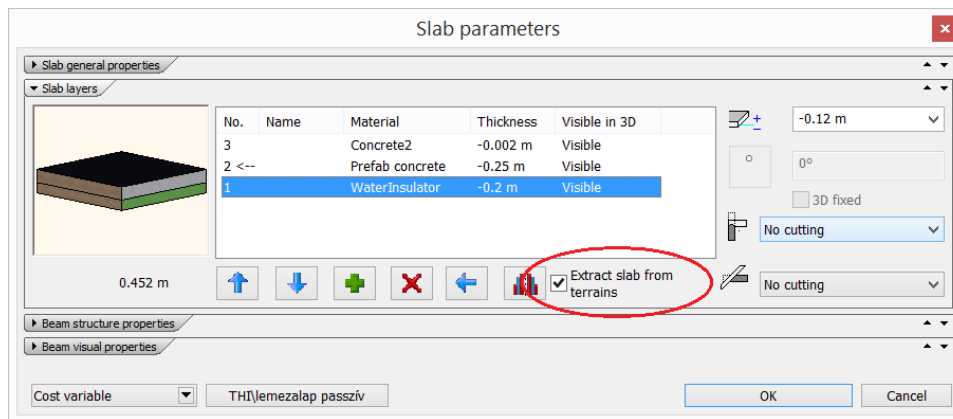 Slab parameters
x
Slab general properties
Slab layers
No. Name Material Thickness Visible in 3D
3 Concrete2 -0.002 m Visible
2 <-- Prefab concrete -0.25 m Visible
1 WaterInsulator -0.2 m Visible
-0.12 m
0°
3D fixed
No cutting
No cutting
0.452 m
Extract slab from
terrains
Beam structure properties
Beam visual properties
Cost variable
THI\lemezalap passzív
OK
Cancel